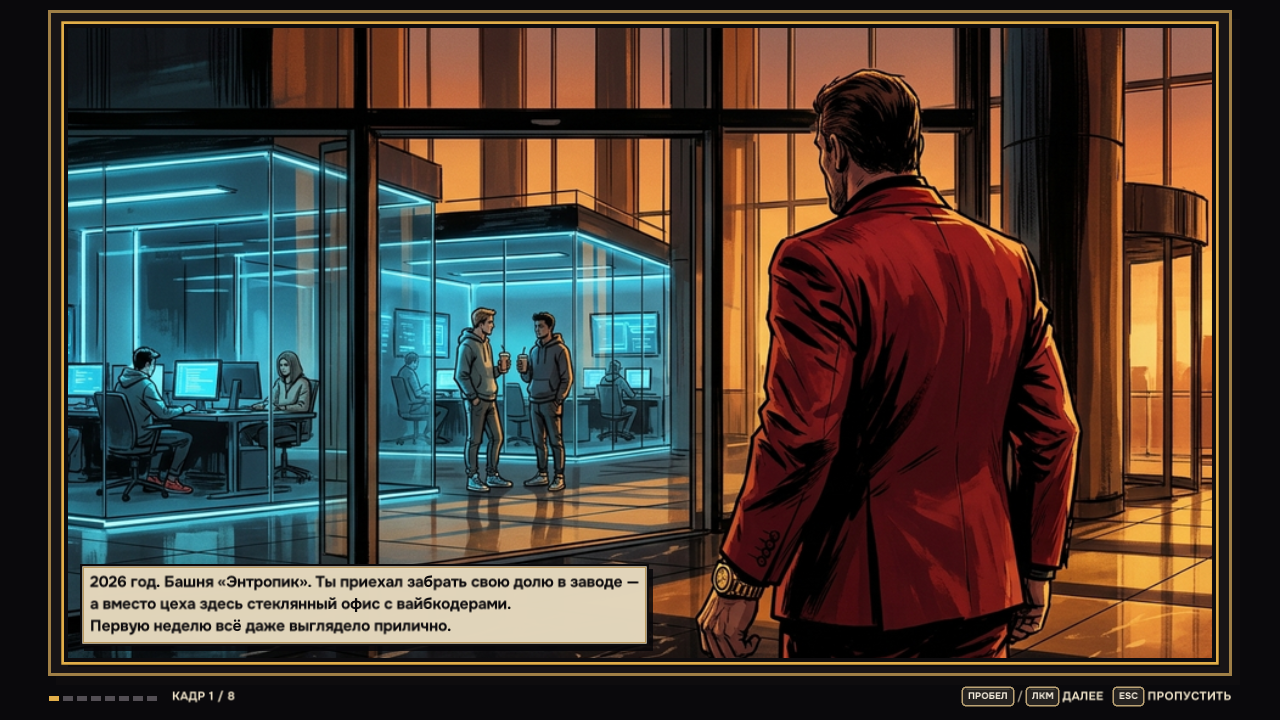 2026 год. Башня «Энтропик». Ты приехал забрать свою долю в заводе —
а вместо цеха здесь стеклянный офис с вайбкодерами.
Первую неделю всё даже выглядело прилично.
КАДР 1 / 8
ПРОБЕЛ / ЛКМ ДАЛЕЕ ESC ПРОПУСТИТЬ